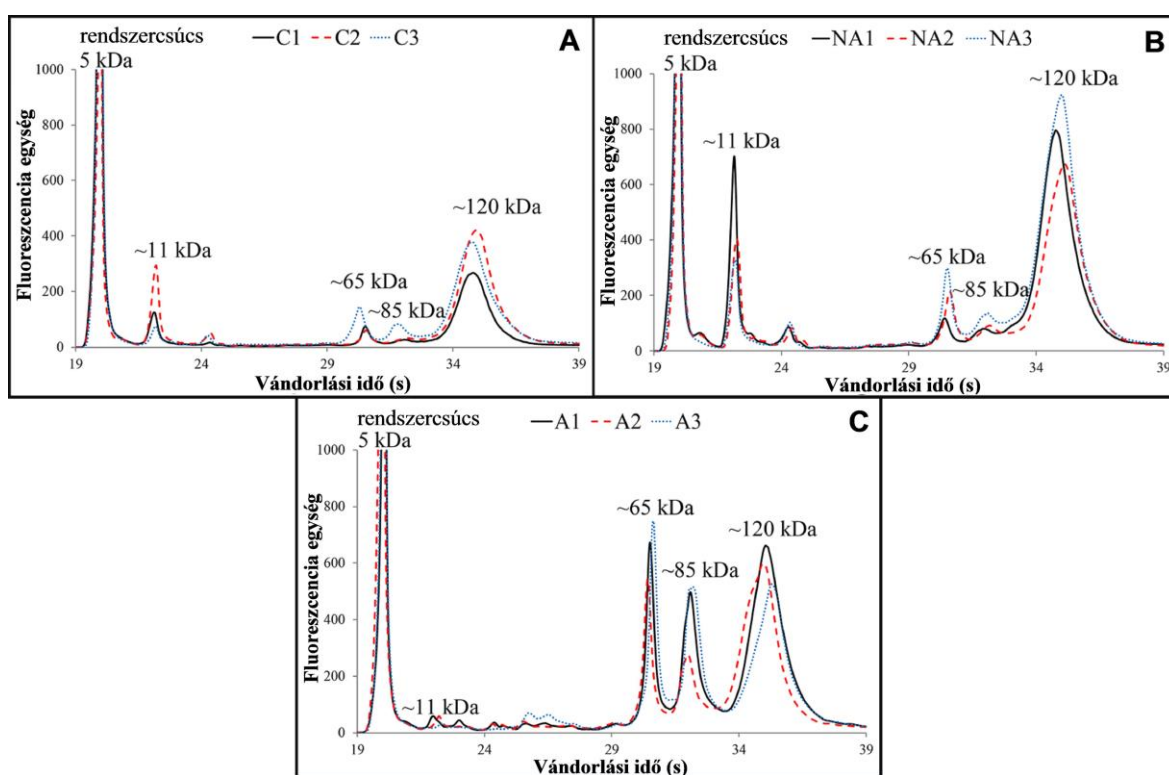 rendszercsúcs
C1 C2 C3
A
5 kDa
~11 kDa
~65 kDa
~85 kDa
~120 kDa
Fluoreszcencia egység
1000
800
600
400
200
0
19 24 29 34 39
Vándorlási idő (s)
rendszercsúcs
NA1 NA2 NA3
B
5 kDa
~11 kDa
~65 kDa
~85 kDa
~120 kDa
Fluoreszcencia egység
1000
800
600
400
200
0
19 24 29 34 39
Vándorlási idő (s)
rendszercsúcs
A1 A2 A3
C
5 kDa
~11 kDa
~65 kDa
~85 kDa
~120 kDa
Fluoreszcencia egység
1000
800
600
400
200
0
19 24 29 34 39
Vándorlási idő (s)